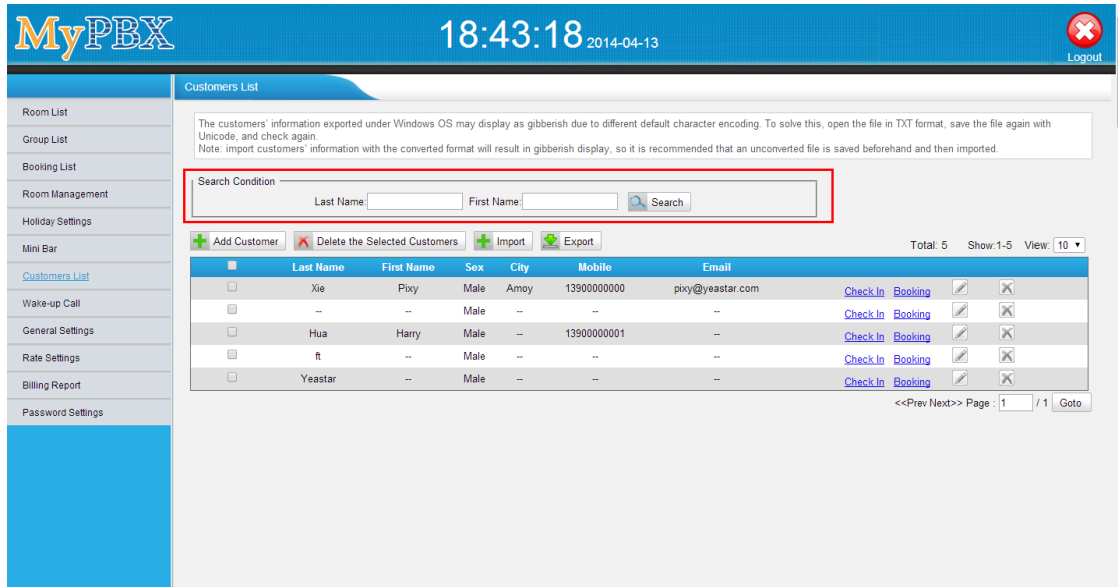 MyPBX
18:43:18 2014-04-13
Logout
Customers List
Room List
Group List
Booking List
Room Management
Holiday Settings
Mini Bar
Customers List
Wake-up Call
General Settings
Rate Settings
Billing Report
Password Settings
The customers' information exported under Windows OS may display as gibberish due to different default character encoding. To solve this, open the file in TXT format, save the file again with
Unicode, and check again.
Note: import customers' information with the converted format will result in gibberish display, so it is recommended that an unconverted file is saved beforehand and then imported.
Search Condition
Last Name: First Name: Search
Add Customer Delete the Selected Customers Import Export Total: 5 Show:1-5 View: 10
Last Name First Name Sex City Mobile Email
Xie Pixy Male Amoy 13900000000 pixy@yeastar.com Check In Booking
-- -- Male -- -- -- Check In Booking
Hua Harry Male -- 13900000001 -- Check In Booking
ft -- Male -- -- -- Check In Booking
Yeastar -- Male -- -- -- Check In Booking
<<Prev Next>> Page : 1 / 1 Goto